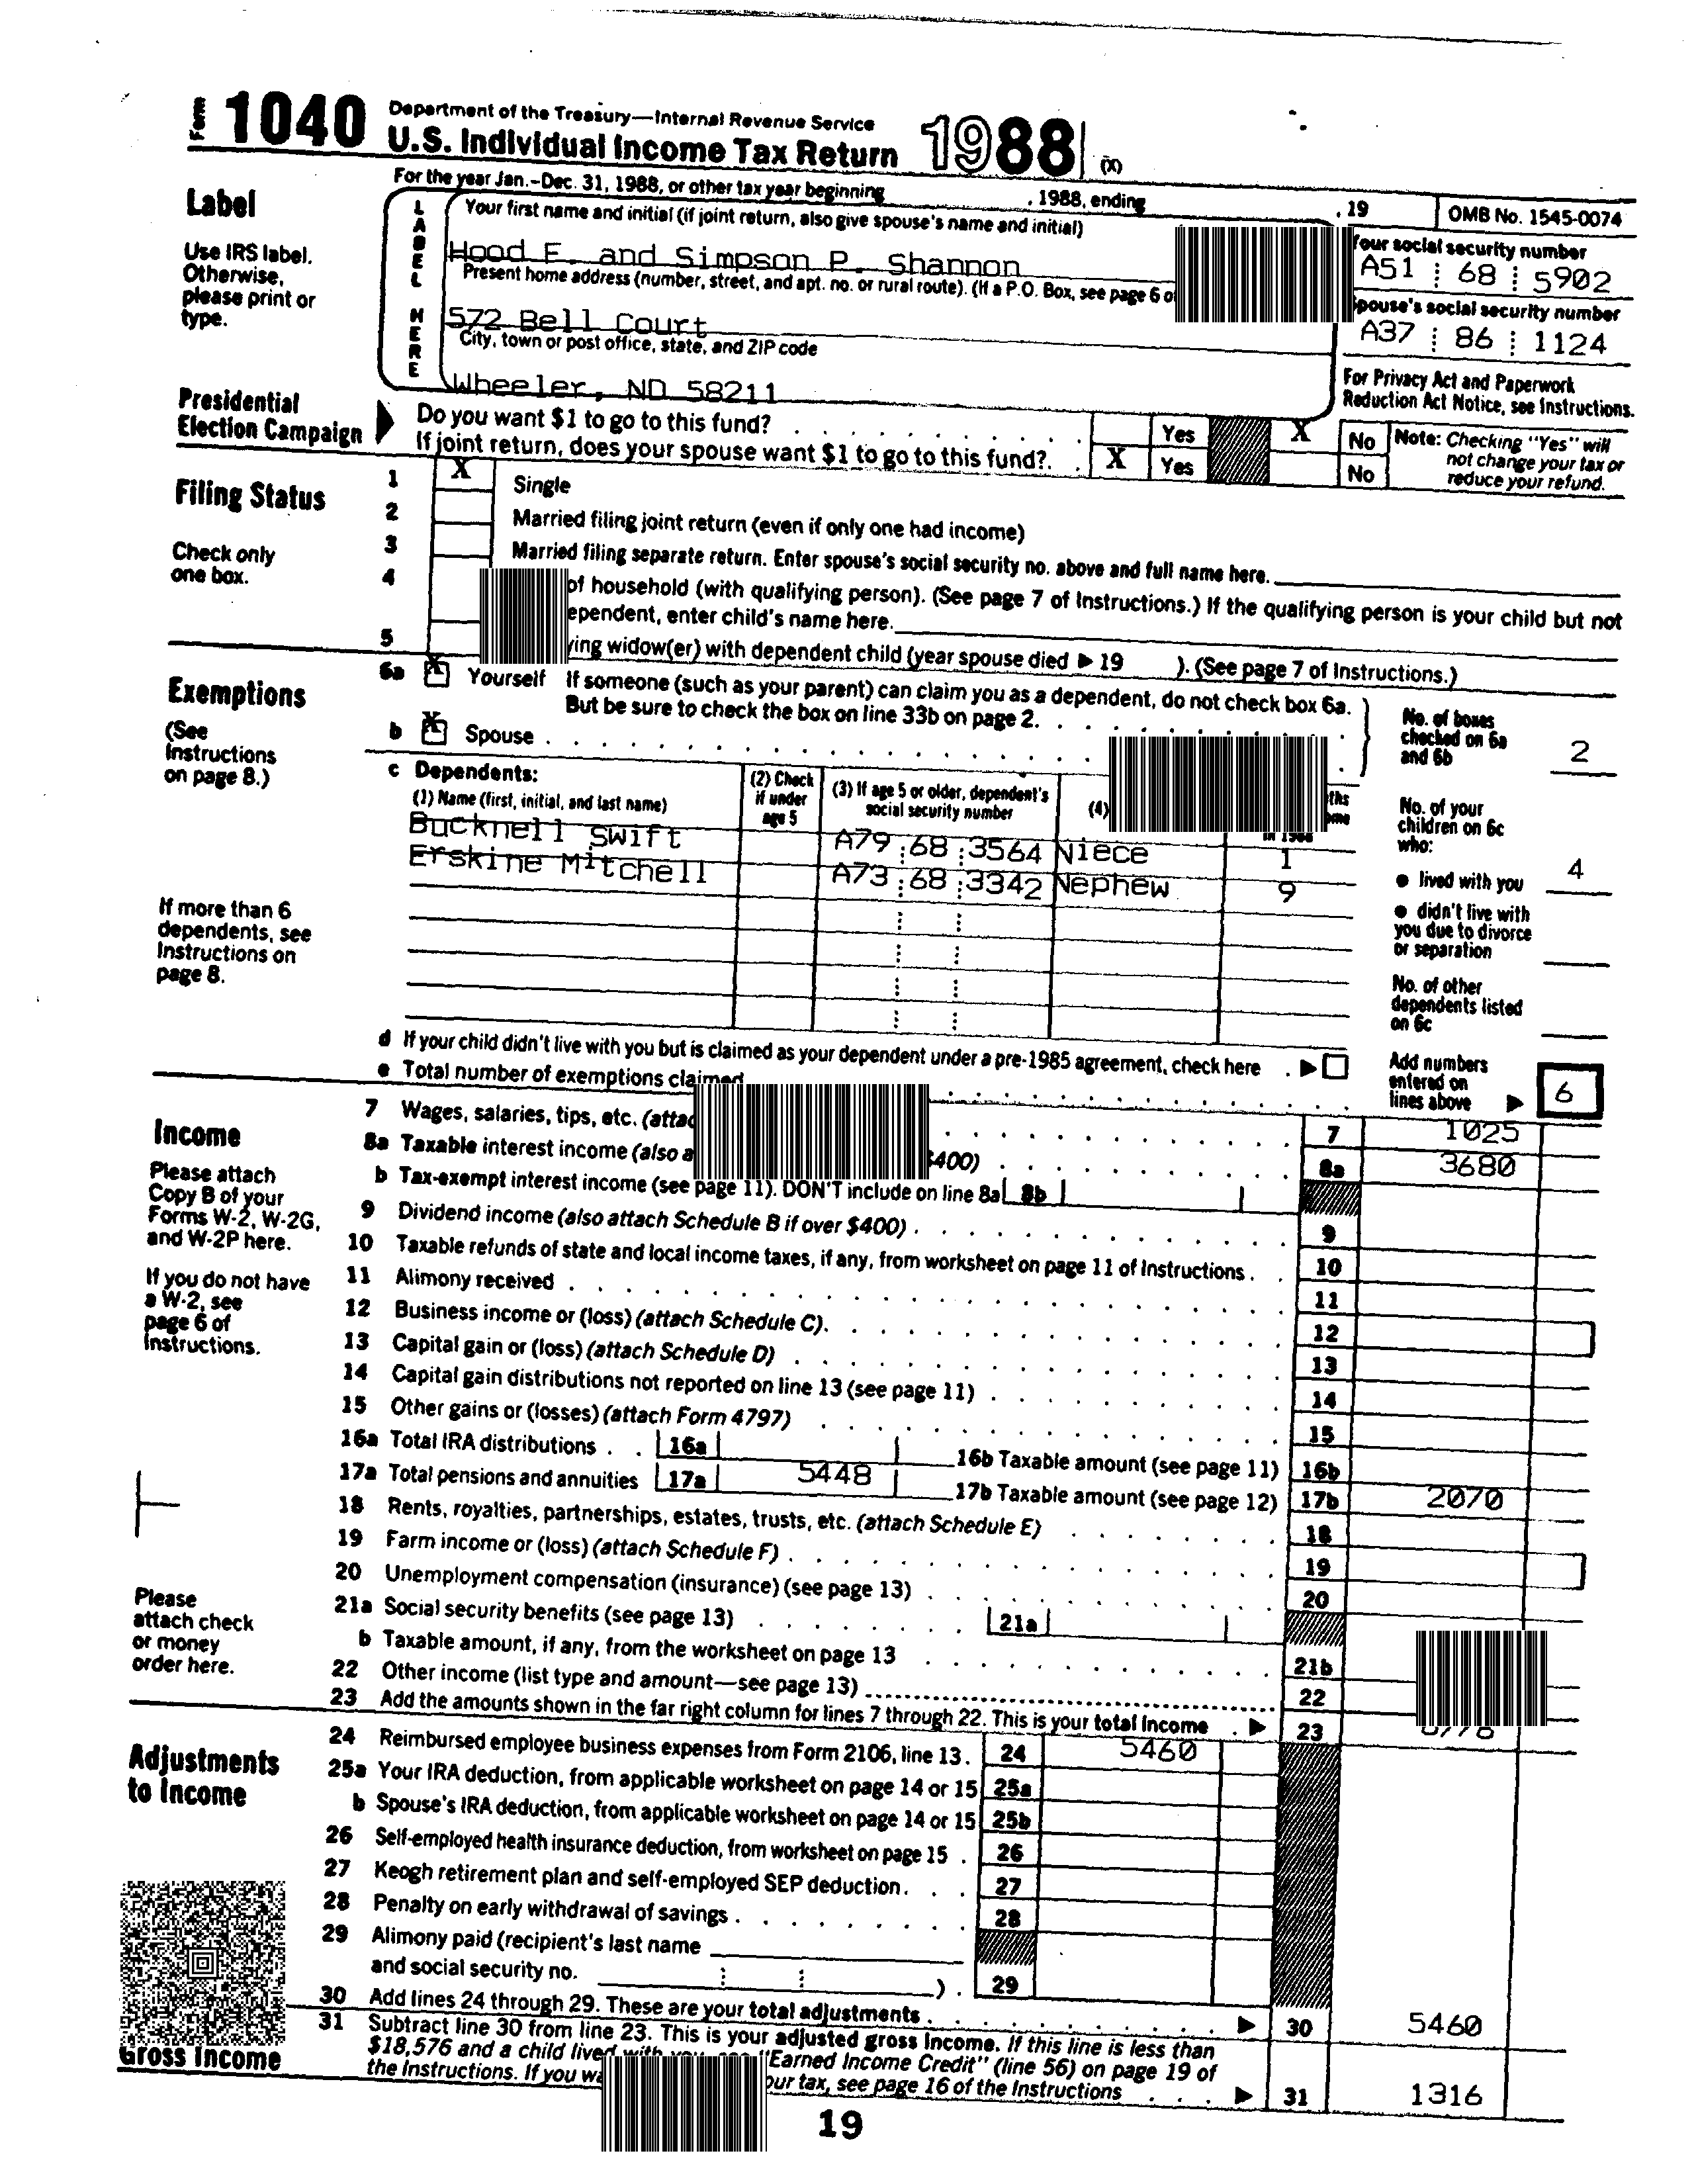 Form 1040 Department of the Treasury—Internal Revenue Service
U.S. Individual Income Tax Return 1988 (X)
For the year Jan.–Dec. 31, 1988, or other tax year beginning , 1988, ending , 19 OMB No. 1545-0074
Label
Use IRS label.
Otherwise,
please print or
type.
LABEL HERE
Your first name and initial (if joint return, also give spouse's name and initial)
Hood E. and Simpson P. Shannon
Your social security number
A51 68 5902
Present home address (number, street, and apt. no. or rural route). (If a P.O. Box, see page 6 o
572 Bell Court
Spouse's social security number
A37 86 1124
City, town or post office, state, and ZIP code
Wheeler, ND 58211
For Privacy Act and Paperwork
Reduction Act Notice, see Instructions.
Presidential
Election Campaign
Do you want $1 to go to this fund? Yes X No
If joint return, does your spouse want $1 to go to this fund? X Yes No
Note: Checking "Yes" will
not change your tax or
reduce your refund.
Filing Status
Check only
one box.
1 X Single
2 Married filing joint return (even if only one had income)
3 Married filing separate return. Enter spouse's social security no. above and full name here.
4 of household (with qualifying person). (See page 7 of Instructions.) If the qualifying person is your child but not
ependent, enter child's name here.
5 ying widow(er) with dependent child (year spouse died ▶ 19 ). (See page 7 of Instructions.)
Exemptions
(See
Instructions
on page 8.)
6a X Yourself If someone (such as your parent) can claim you as a dependent, do not check box 6a.
But be sure to check the box on line 33b on page 2.
b X Spouse
No. of boxes
checked on 6a
and 6b 2
c Dependents:
(1) Name (first, initial, and last name)
(2) Check
if under
age 5
(3) If age 5 or older, dependent's
social security number
(4)
ths
ome
in 1988
Bucknell Swift A79 68 3564 Niece 1
Erskine Mitchell A73 68 3342 Nephew 9
No. of your
children on 6c
who:
● lived with you 4
● didn't live with
you due to divorce
or separation
No. of other
dependents listed
on 6c
If more than 6
dependents, see
Instructions on
page 8.
d If your child didn't live with you but is claimed as your dependent under a pre-1985 agreement, check here ▶
e Total number of exemptions claimed
Add numbers
entered on
lines above ▶ 6
Income
Please attach
Copy B of your
Forms W-2, W-2G,
and W-2P here.
If you do not have
a W-2, see
page 6 of
Instructions.
Please
attach check
or money
order here.
7 Wages, salaries, tips, etc. (attac 7 1025
8a Taxable interest income (also a $400) 8a 3680
b Tax-exempt interest income (see page 11). DON'T include on line 8a 8b
9 Dividend income (also attach Schedule B if over $400) 9
10 Taxable refunds of state and local income taxes, if any, from worksheet on page 11 of Instructions 10
11 Alimony received 11
12 Business income or (loss) (attach Schedule C) 12
13 Capital gain or (loss) (attach Schedule D) 13
14 Capital gain distributions not reported on line 13 (see page 11) 14
15 Other gains or (losses) (attach Form 4797) 15
16a Total IRA distributions 16a 16b Taxable amount (see page 11) 16b
17a Total pensions and annuities 17a 5448 17b Taxable amount (see page 12) 17b 2070
18 Rents, royalties, partnerships, estates, trusts, etc. (attach Schedule E) 18
19 Farm income or (loss) (attach Schedule F) 19
20 Unemployment compensation (insurance) (see page 13) 20
21a Social security benefits (see page 13) 21a
b Taxable amount, if any, from the worksheet on page 13 21b
22 Other income (list type and amount—see page 13) 22
23 Add the amounts shown in the far right column for lines 7 through 22. This is your total income ▶ 23
Adjustments
to Income
24 Reimbursed employee business expenses from Form 2106, line 13. 24 5460
25a Your IRA deduction, from applicable worksheet on page 14 or 15 25a
b Spouse's IRA deduction, from applicable worksheet on page 14 or 15 25b
26 Self-employed health insurance deduction, from worksheet on page 15 26
27 Keogh retirement plan and self-employed SEP deduction 27
28 Penalty on early withdrawal of savings 28
29 Alimony paid (recipient's last name
and social security no. ) 29
30 Add lines 24 through 29. These are your total adjustments ▶ 30 5460
Gross Income
31 Subtract line 30 from line 23. This is your adjusted gross income. If this line is less than
$18,576 and a child lived with you, see "Earned Income Credit" (line 56) on page 19 of
the Instructions. If you wa our tax, see page 16 of the Instructions ▶ 31 1316
19